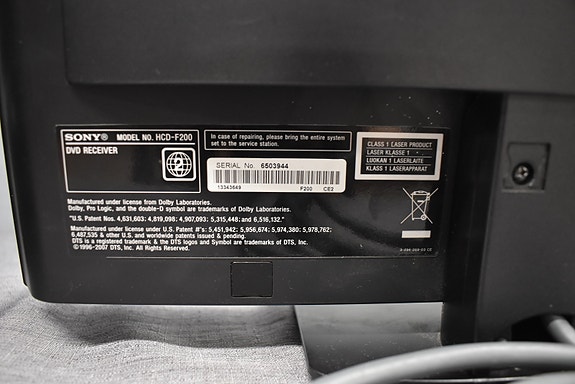 SONY® MODEL NO. HCD-F200
DVD RECEIVER
2
In case of repairing, please bring the entire system
set to the service station.
SERIAL No. 6503944
13343649 F200 CE2
CLASS 1 LASER PRODUCT
LASER KLASSE 1
LUOKAN 1 LASERLAITE
KLASS 1 LASERAPPARAT
Manufactured under license from Dolby Laboratories.
Dolby, Pro Logic, and the double-D symbol are trademarks of Dolby Laboratories.
"U.S. Patent Nos. 4,631,603; 4,819,098; 4,907,093; 5,315,448; and 6,516,132."
Manufactured under license under U.S. Patent #'s: 5,451,942; 5,956,674; 5,974,380; 5,978,762;
6,487,535 & other U.S. and worldwide patents issued & pending.
DTS is a registered trademark & the DTS logos and Symbol are trademarks of DTS, Inc.
©1996-2007 DTS, Inc. All Rights Reserved.